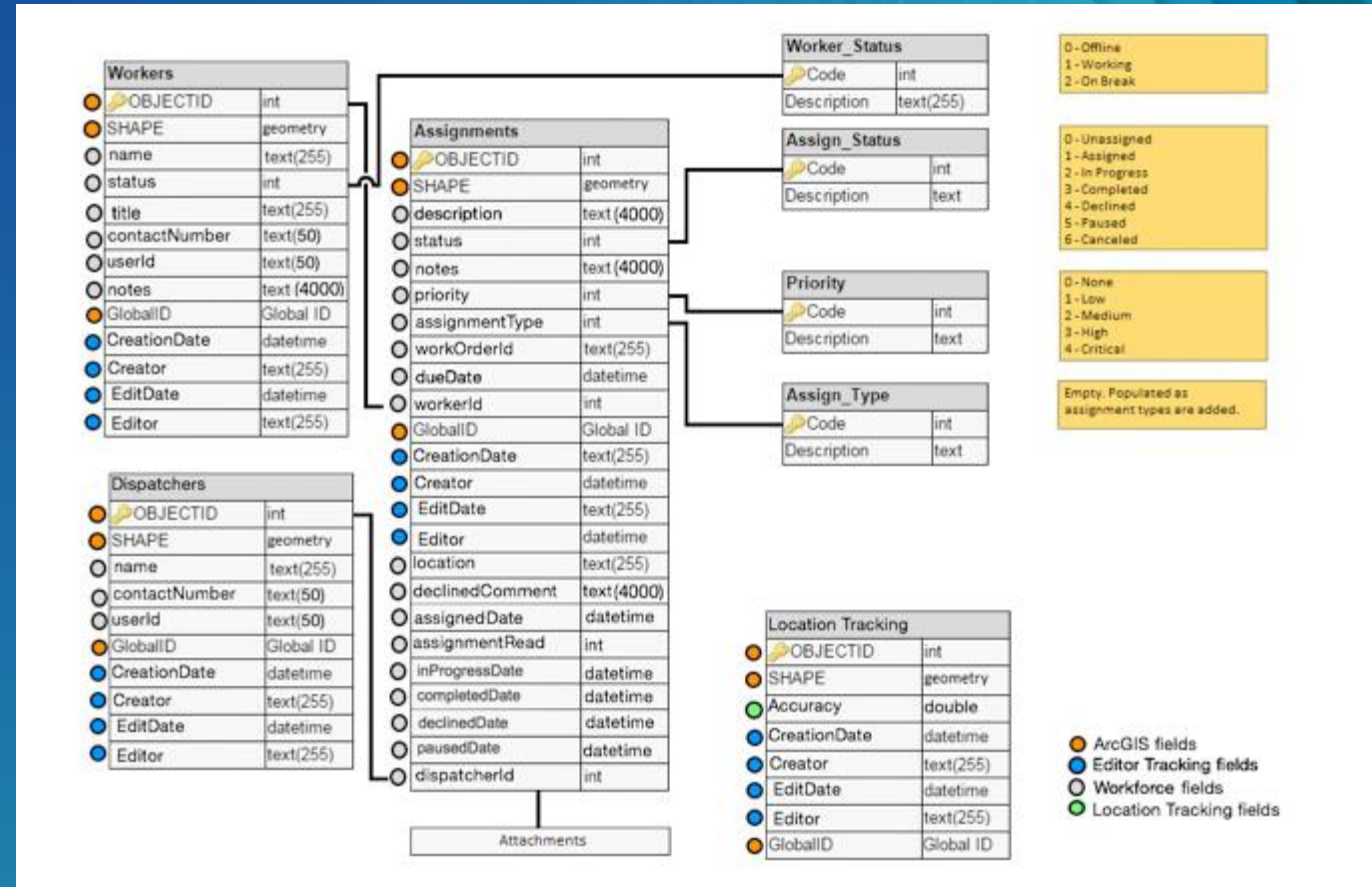 Workers
OBJECTID int
SHAPE geometry
name text(255)
status int
title text(255)
contactNumber text(50)
userId text(50)
notes text (4000)
GlobalID Global ID
CreationDate datetime
Creator text(255)
EditDate datetime
Editor text(255)
Dispatchers
OBJECTID int
SHAPE geometry
name text(255)
contactNumber text(50)
userId text(50)
GlobalID Global ID
CreationDate datetime
Creator text(255)
EditDate datetime
Editor text(255)
Assignments
OBJECTID int
SHAPE geometry
description text (4000)
status int
notes text (4000)
priority int
assignmentType int
workOrderId text(255)
dueDate datetime
workerId int
GlobalID Global ID
CreationDate text(255)
Creator datetime
EditDate text(255)
Editor datetime
location text(255)
declinedComment text(4000)
assignedDate datetime
assignmentRead int
inProgressDate datetime
completedDate datetime
declinedDate datetime
pausedDate datetime
dispatcherId int
Attachments
Worker_Status
Code int
Description text(255)
0 - Offline
1 - Working
2 - On Break
Assign_Status
Code int
Description text
0 - Unassigned
1 - Assigned
2 - In Progress
3 - Completed
4 - Declined
5 - Paused
6 - Canceled
Priority
Code int
Description text
0 - None
1 - Low
2 - Medium
3 - High
4 - Critical
Assign_Type
Code int
Description text
Empty. Populated as
assignment types are added.
Location Tracking
OBJECTID int
SHAPE geometry
Accuracy double
CreationDate datetime
Creator text(255)
EditDate datetime
Editor text(255)
GlobalID Global ID
ArcGIS fields
Editor Tracking fields
Workforce fields
Location Tracking fields